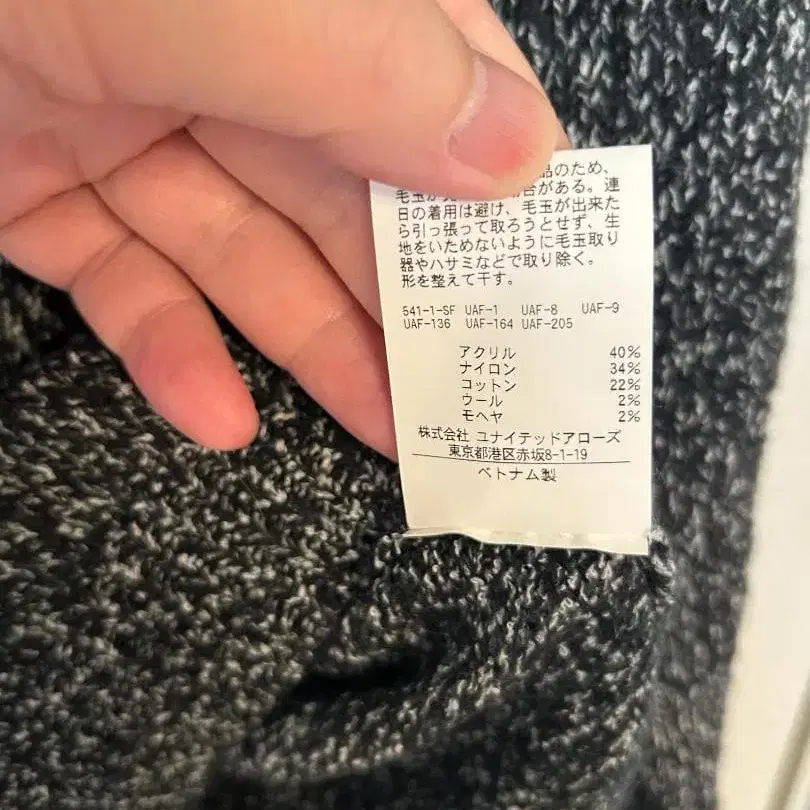 品のため、
毛玉が 場合がある。連
日の着用は避け、毛玉が出来た
ら引っ張って取ろうとせず、生
地をいためないように毛玉取り
器やハサミなどで取り除く。
形を整えて干す。
541-1-SF UAF-1 UAF-8 UAF-9
UAF-136 UAF-164 UAF-205
アクリル 40%
ナイロン 34%
コットン 22%
ウール 2%
モヘヤ 2%
株式会社 ユナイテッドアローズ
東京都港区赤坂8-1-19
ベトナム製